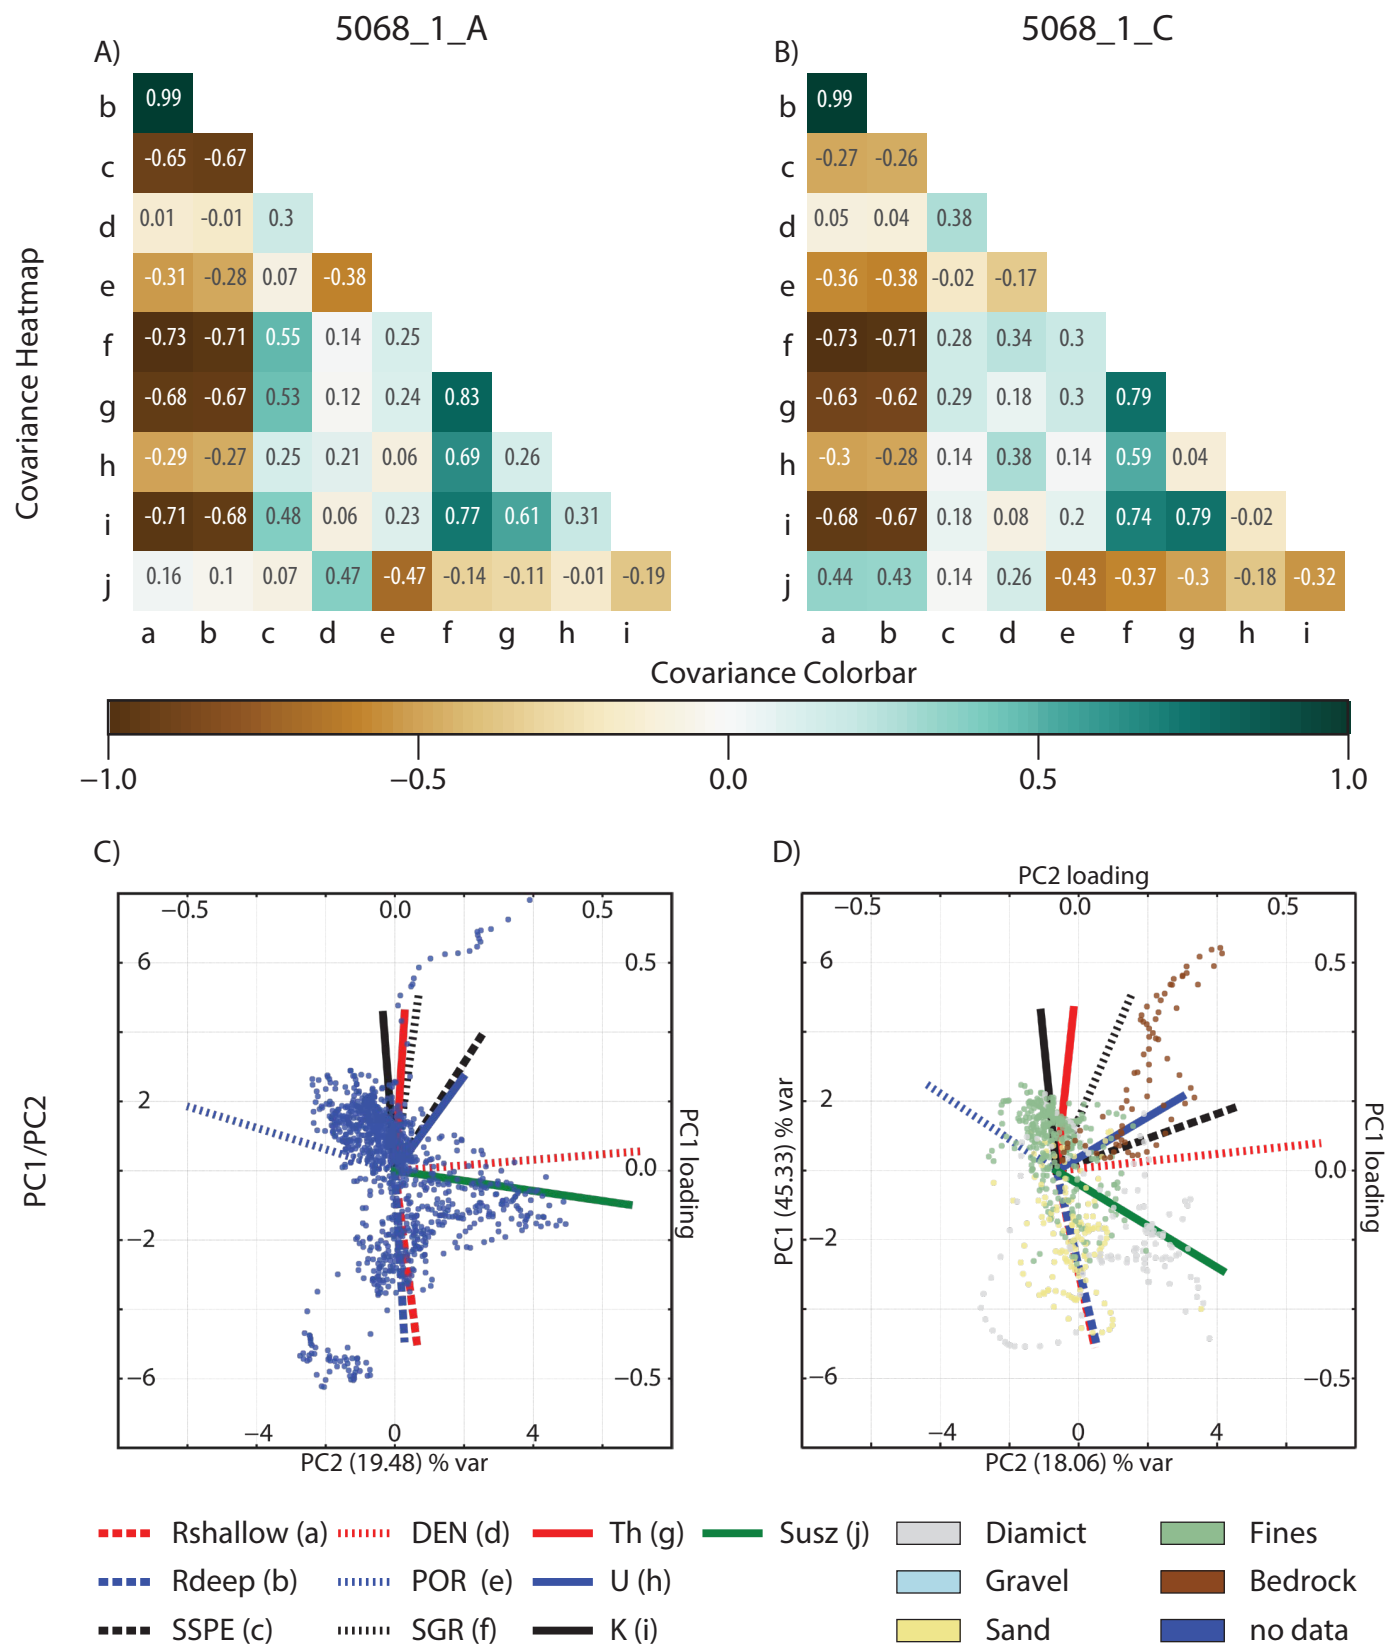 5068_1_A
5068_1_C
A)
B)
Covariance Heatmap
b 0.99
c -0.65 -0.67
d 0.01 -0.01 0.3
e -0.31 -0.28 0.07 -0.38
f -0.73 -0.71 0.55 0.14 0.25
g -0.68 -0.67 0.53 0.12 0.24 0.83
h -0.29 -0.27 0.25 0.21 0.06 0.69 0.26
i -0.71 -0.68 0.48 0.06 0.23 0.77 0.61 0.31
j 0.16 0.1 0.07 0.47 -0.47 -0.14 -0.11 -0.01 -0.19
a b c d e f g h i
b 0.99
c -0.27 -0.26
d 0.05 0.04 0.38
e -0.36 -0.38 -0.02 -0.17
f -0.73 -0.71 0.28 0.34 0.3
g -0.63 -0.62 0.29 0.18 0.3 0.79
h -0.3 -0.28 0.14 0.38 0.14 0.59 0.04
i -0.68 -0.67 0.18 0.08 0.2 0.74 0.79 -0.02
j 0.44 0.43 0.14 0.26 -0.43 -0.37 -0.3 -0.18 -0.32
a b c d e f g h i
Covariance Colorbar
−1.0 −0.5 0.0 0.5 1.0
C)
PC1/PC2
−0.5 0.0 0.5
6 0.5
2
0.0
−2
−6 −0.5
PC1 loading
−4 0 4
PC2 (19.48) % var
D)
PC2 loading
−0.5 0.0 0.5
6 0.5
2
0.0
−2
−6 −0.5
PC1 (45.33) % var
PC1 loading
−4 0 4
PC2 (18.06) % var
Rshallow (a) DEN (d) Th (g) Susz (j) Diamict Fines
Rdeep (b) POR (e) U (h) Gravel Bedrock
SSPE (c) SGR (f) K (i) Sand no data